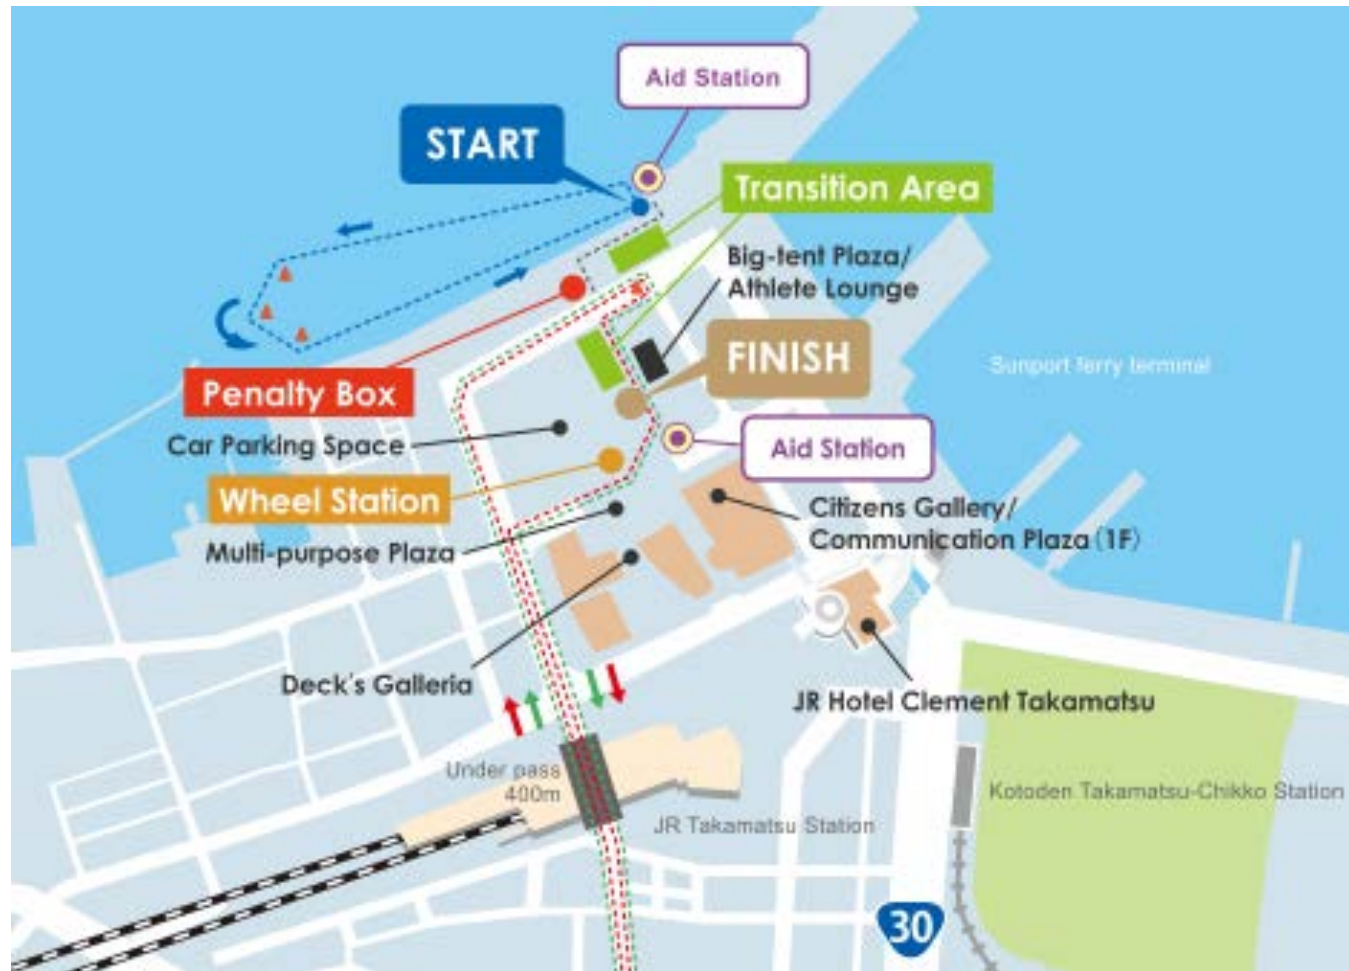 Aid Station
START
Transition Area
Big-tent Plaza/
Athlete Lounge
FINISH
Sunport ferry terminal
Penalty Box
Car Parking Space
Aid Station
Wheel Station
Citizens Gallery/
Communication Plaza (1F)
Multi-purpose Plaza
Deck's Galleria
JR Hotel Clement Takamatsu
Under pass
400m
Kotoden Takamatsu-Chikko Station
JR Takamatsu Station
30